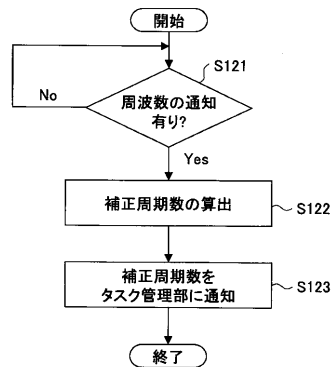 開始
S121
周波数の通知
有り?
No
Yes
補正周期数の算出
S122
補正周期数を
タスク管理部に通知
S123
終了